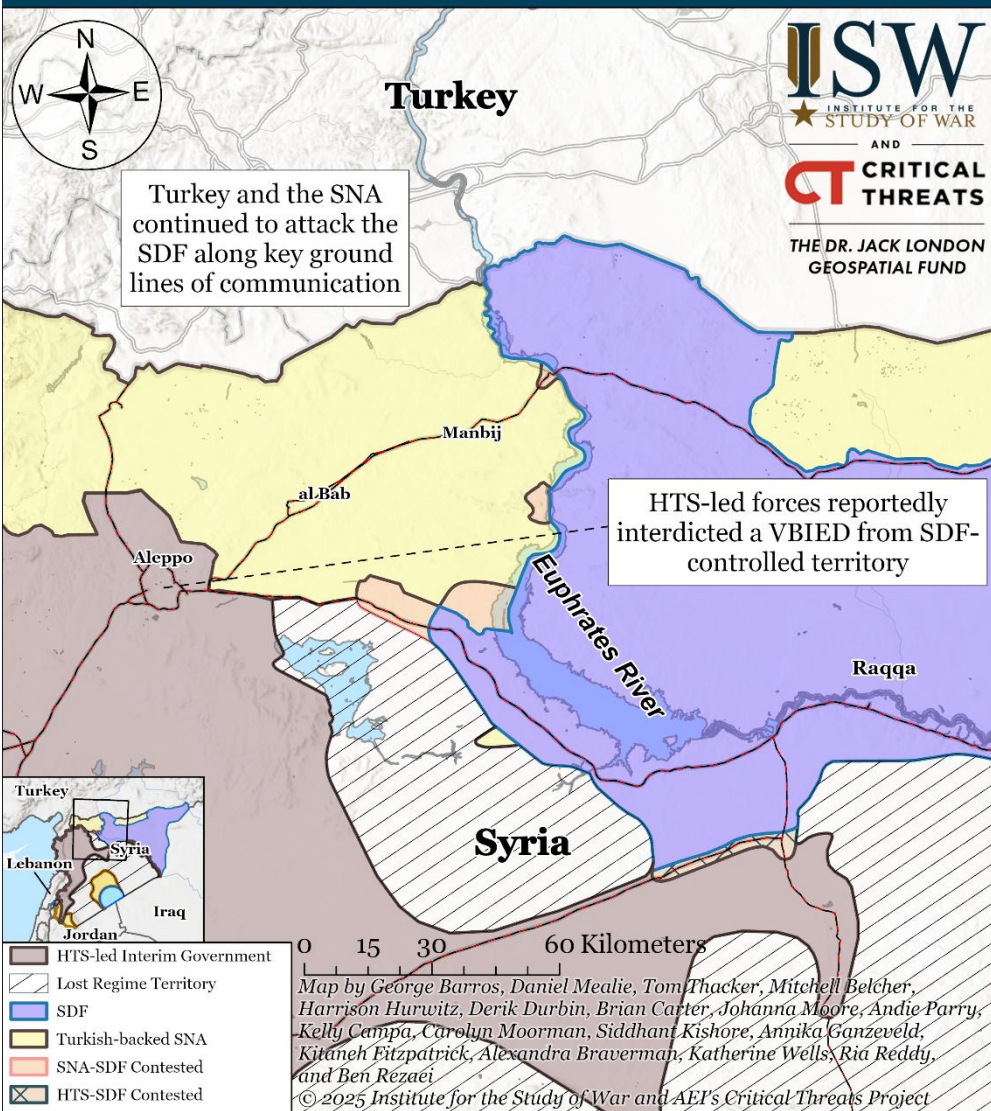 N
W
E
S
Turkey
ISW
INSTITUTE FOR THE
STUDY OF WAR
AND
CT CRITICAL
THREATS
THE DR. JACK LONDON
GEOSPATIAL FUND
Turkey and the SNA
continued to attack the
SDF along key ground
lines of communication
Manbij
al-Bab
Aleppo
HTS-led forces reportedly
interdicted a VBIED from SDF-
controlled territory
Euphrates River
Raqqa
Syria
Turkey
Lebanon
Syria
Iraq
Jordan
HTS-led Interim Government
Lost Regime Territory
SDF
Turkish-backed SNA
SNA-SDF Contested
HTS-SDF Contested
0 15 30 60 Kilometers
Map by George Barros, Daniel Mealie, Tom Thacker, Mitchell Belcher,
Harrison Hurwitz, Derik Durbin, Brian Carter, Johanna Moore, Andie Parry,
Kelly Campa, Carolyn Moorman, Siddhant Kishore, Annika Ganzeveld,
Kitaneh Fitzpatrick, Alexandra Braverman, Katherine Wells, Ria Reddy,
and Ben Rezaei
© 2025 Institute for the Study of War and AEI's Critical Threats Project